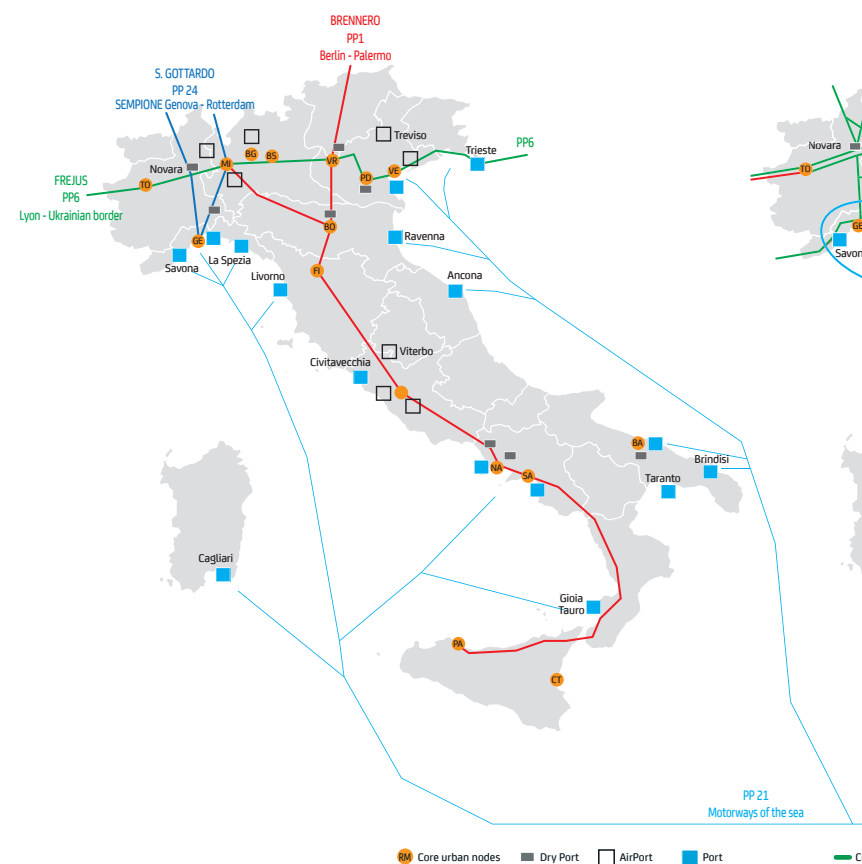 BRENNERO
PP1
Berlin - Palermo
S. GOTTARDO
PP 24
SEMPIONE Genova - Rotterdam
Treviso
Trieste
PP6
Novara
MI
BG
BS
VR
PD
VE
TO
FREJUS
PP6
Lyon - Ukrainian border
GE
BO
Ravenna
La Spezia
Savona
Livorno
FI
Ancona
Viterbo
Civitavecchia
BA
Brindisi
NA
SA
Taranto
Cagliari
Gioia
Tauro
PA
CT
Novara
TO
GE
Savon
PP 21
Motorways of the sea
RM Core urban nodes
Dry Port
AirPort
Port
C